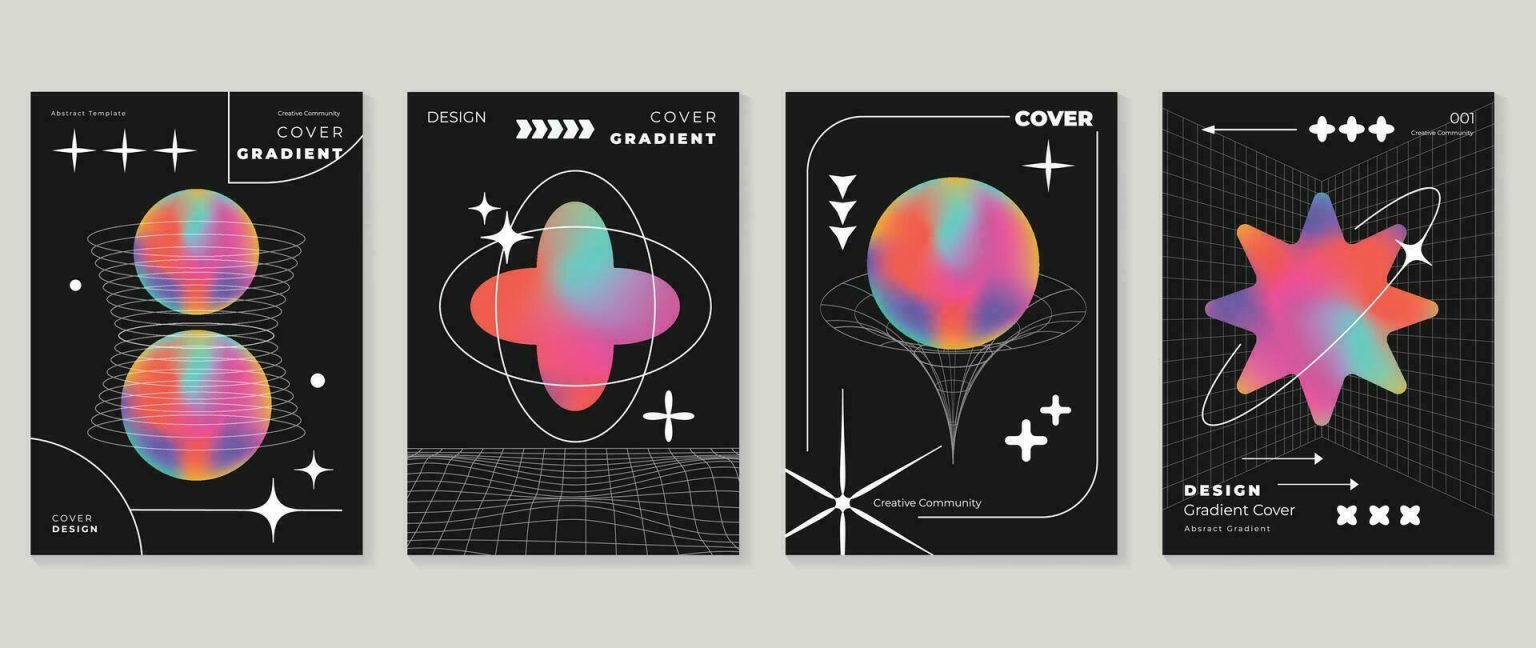 Abstract Template
Creative Community
COVER
GRADIENT
COVER
DESIGN
DESIGN
COVER
GRADIENT
COVER
Creative Community
001
Creative Community
DESIGN
Gradient Cover
Absract Gradient